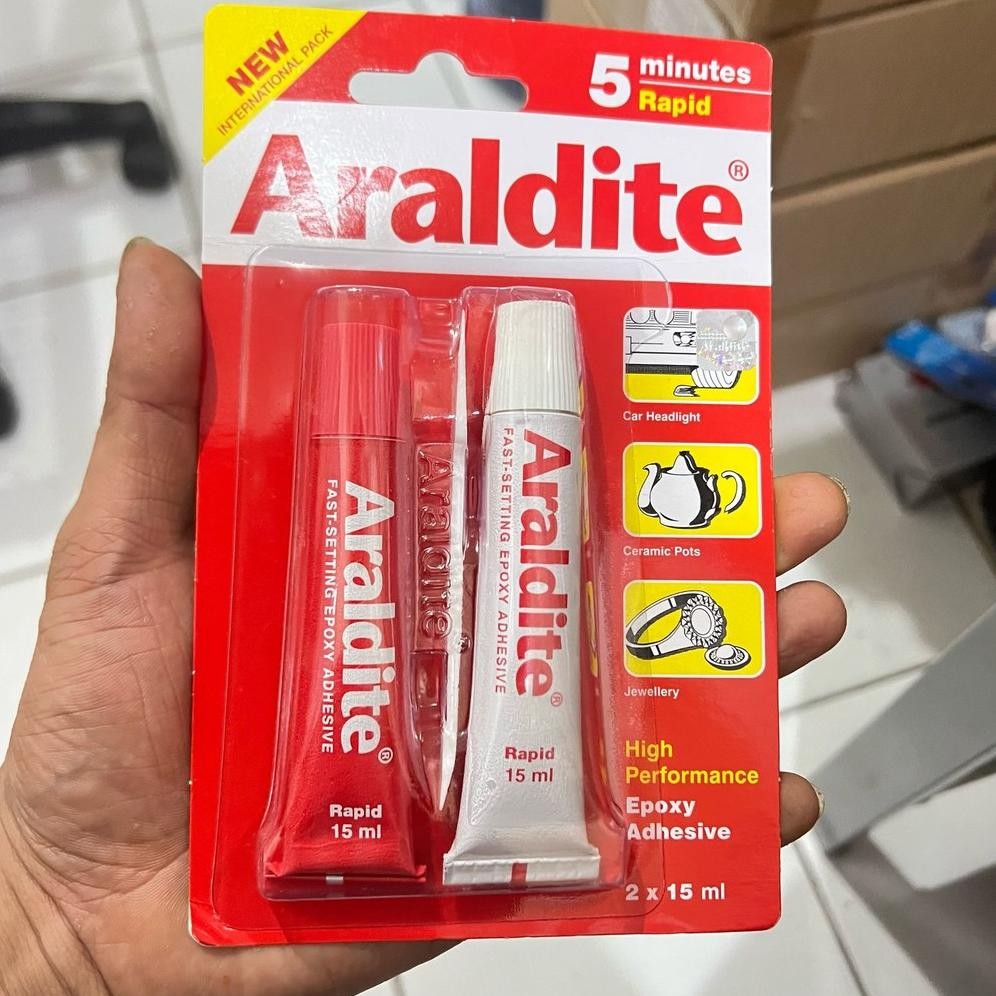 NEW
INTERNATIONAL PACK
5 minutes
Rapid
Araldite®
Araldite®
FAST-SETTING EPOXY ADHESIVE
Rapid
15 ml
Araldite
Araldite®
FAST-SETTING EPOXY ADHESIVE
Rapid
15 ml
Car Headlight
Ceramic Pots
Jewellery
High
Performance
Epoxy
Adhesive
2 x 15 ml